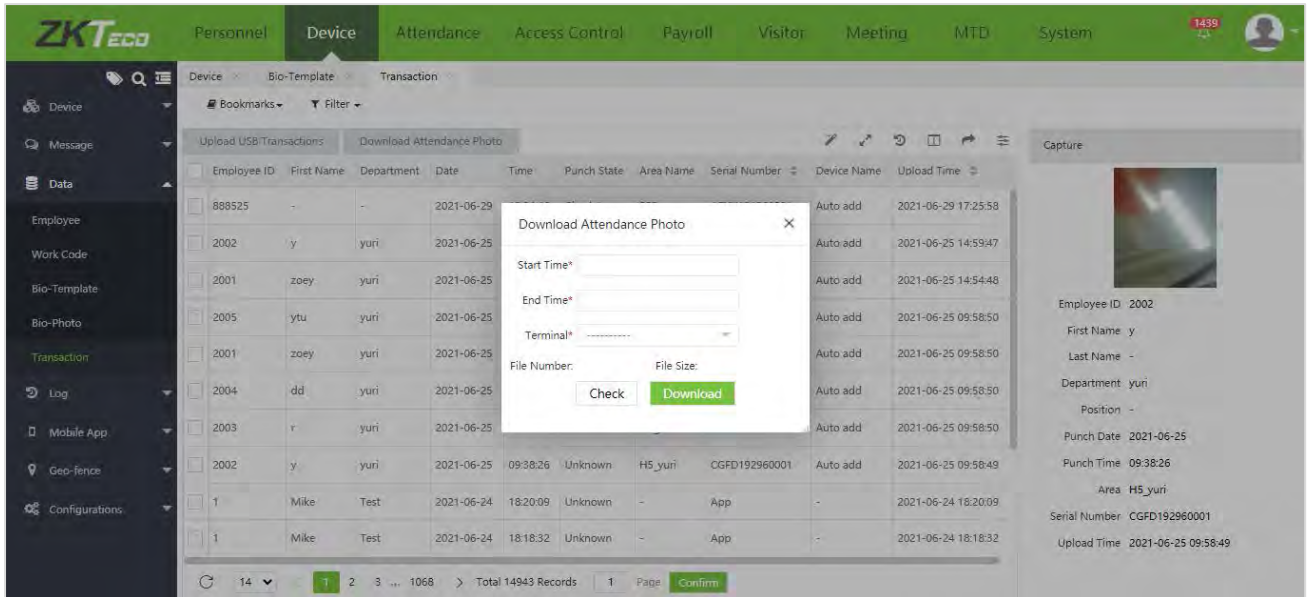 ZKTeco
Personnel Device Attendance Access Control Payroll Visitor Meeting MTD System 1439
Device Bio-Template Transaction
Bookmarks Filter
Device
Message
Data
Employee
Work Code
Bio-Template
Bio-Photo
Transaction
Log
Mobile App
Geo-fence
Configurations
Upload USB Transactions Download Attendance Photo
Employee ID First Name Department Date Time Punch State Area Name Serial Number Device Name Upload Time
888525 - - 2021-06-29 Auto add 2021-06-29 17:25:58
2002 y yuri 2021-06-25 Auto add 2021-06-25 14:59:47
2001 zoey yuri 2021-06-25 Auto add 2021-06-25 14:54:48
2005 ytu yuri 2021-06-25 Auto add 2021-06-25 09:58:50
2001 zoey yuri 2021-06-25 Auto add 2021-06-25 09:58:50
2004 dd yuri 2021-06-25 Auto add 2021-06-25 09:58:50
2003 r yuri 2021-06-25 Auto add 2021-06-25 09:58:50
2002 y yuri 2021-06-25 09:38:26 Unknown H5_yuri CGFD192960001 Auto add 2021-06-25 09:58:49
1 Mike Test 2021-06-24 18:20:09 Unknown - App - 2021-06-24 18:20:09
1 Mike Test 2021-06-24 18:18:32 Unknown - App - 2021-06-24 18:18:32
14 1 2 3 ... 1068 > Total 14943 Records 1 Page Confirm
Download Attendance Photo ×
Start Time*
End Time*
Terminal* ----------
File Number: File Size:
Check Download
Capture
Employee ID 2002
First Name y
Last Name -
Department yuri
Position -
Punch Date 2021-06-25
Punch Time 09:38:26
Area H5_yuri
Serial Number CGFD192960001
Upload Time 2021-06-25 09:58:49